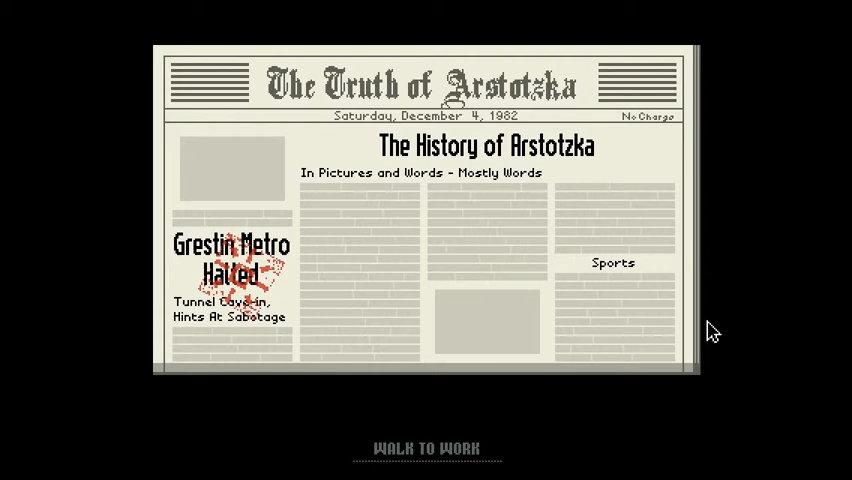 The Truth of Arstotzka
Saturday, December 4, 1982
No Charge
The History of Arstotzka
In Pictures and Words - Mostly Words
Grestin Metro
Halted
Tunnel Cave-in,
Hints At Sabotage
Sports
WALK TO WORK